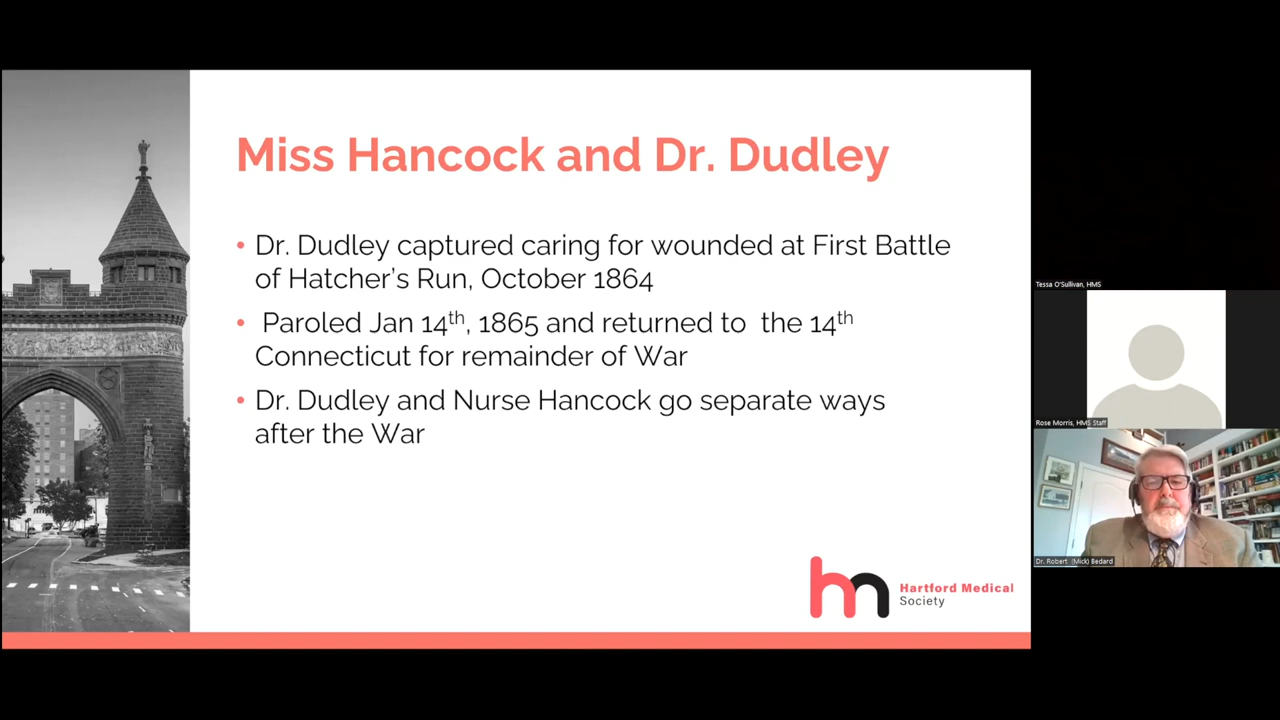 Miss Hancock and Dr. Dudley
• Dr. Dudley captured caring for wounded at First Battle
of Hatcher's Run, October 1864
• Paroled Jan 14th, 1865 and returned to the 14th
Connecticut for remainder of War
• Dr. Dudley and Nurse Hancock go separate ways
after the War
hm
Hartford Medical
Society
Tessa O'Sullivan, HMS
Rose Morris, HMS Staff
Dr. Robert (Mick) Bedard